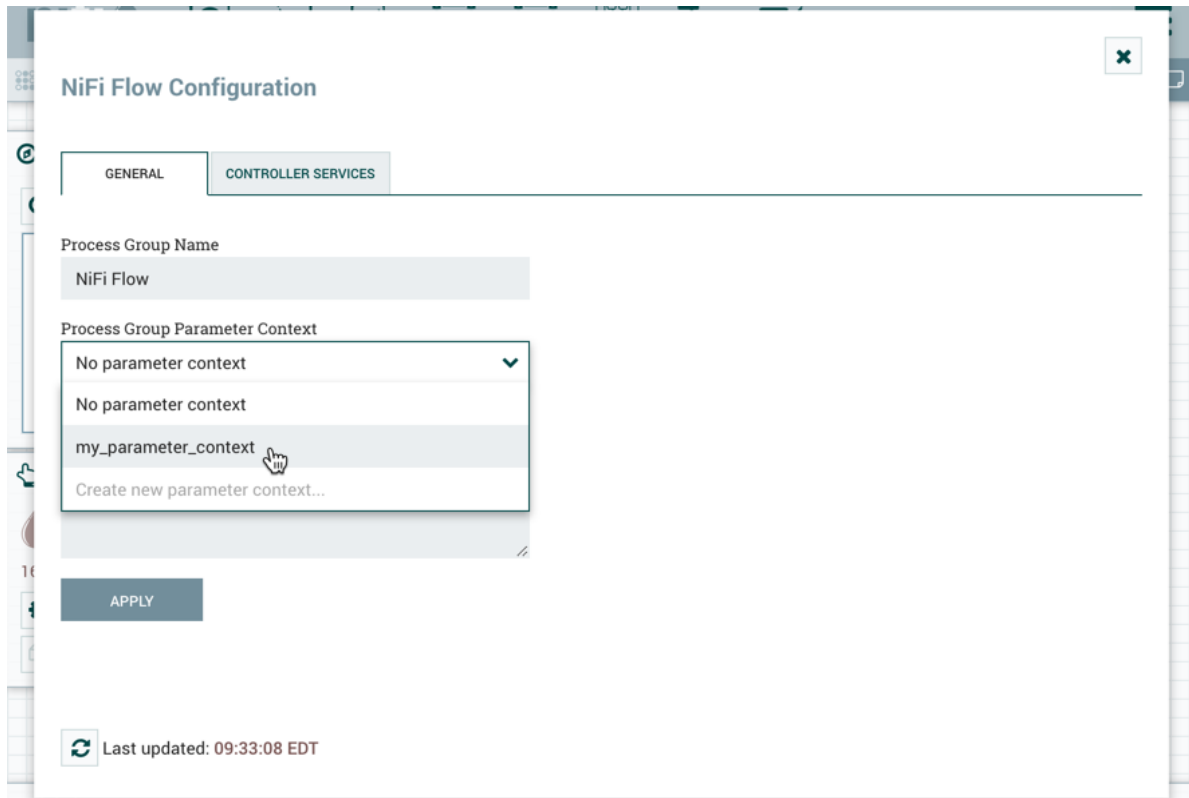 NiFi Flow Configuration
GENERAL
CONTROLLER SERVICES
Process Group Name
NiFi Flow
Process Group Parameter Context
No parameter context
No parameter context
my_parameter_context
Create new parameter context...
16
APPLY
Last updated: 09:33:08 EDT